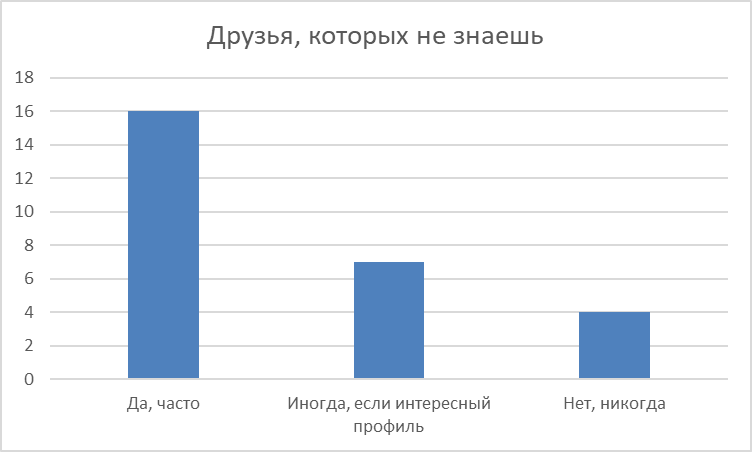 Друзья, которых не знаешь
18
16
14
12
10
8
6
4
2
0
Да, часто
Иногда, если интересный
профиль
Нет, никогда